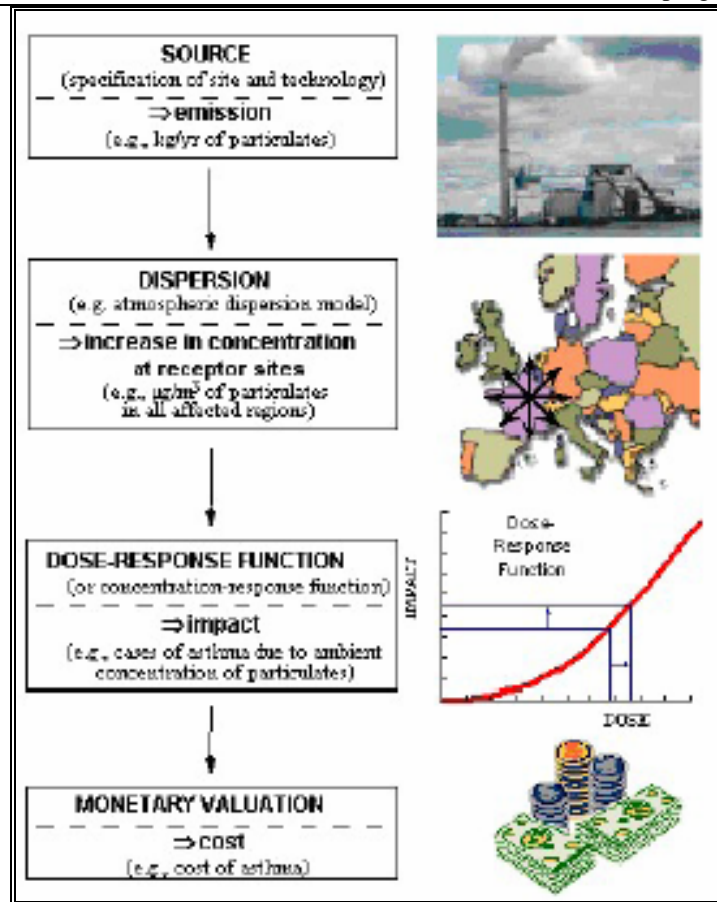 SOURCE
(specification of site and technology)
⇒emission
(e.g., kg/yr of particulates)
DISPERSION
(e.g. atmospheric dispersion model)
⇒increase in concentration
at receptor sites
(e.g., µg/m³ of particulates
in all affected regions)
DOSE-RESPONSE FUNCTION
(or concentration-response function)
⇒impact
(e.g., cases of asthma due to ambient
concentration of particulates)
Dose-
Response
Function
IMPACT
DOSE
MONETARY VALUATION
⇒cost
(e.g., cost of asthma)